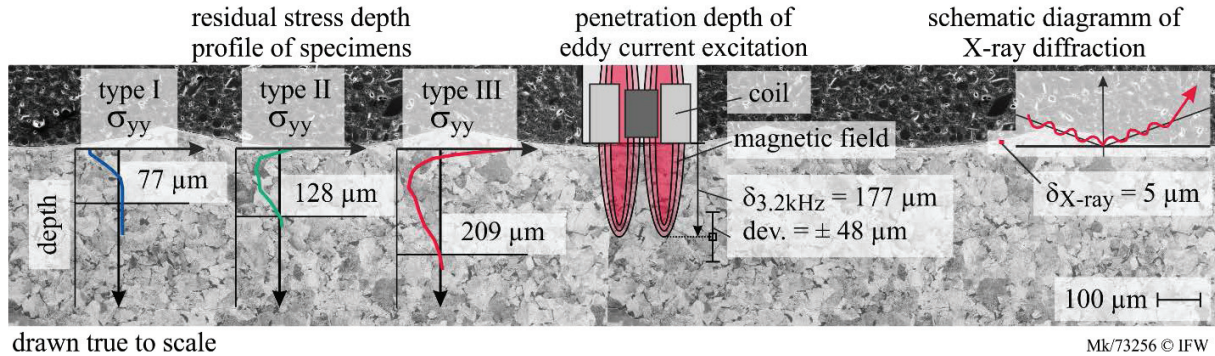 residual stress depth
profile of specimens
penetration depth of
eddy current excitation
schematic diagramm of
X-ray diffraction
type I
σyy
77 µm
type II
σyy
128 µm
type III
σyy
209 µm
depth
coil
magnetic field
δ3.2kHz = 177 µm
dev. = ± 48 µm
δX-ray = 5 µm
100 µm
drawn true to scale
Mk/73256 © IFW